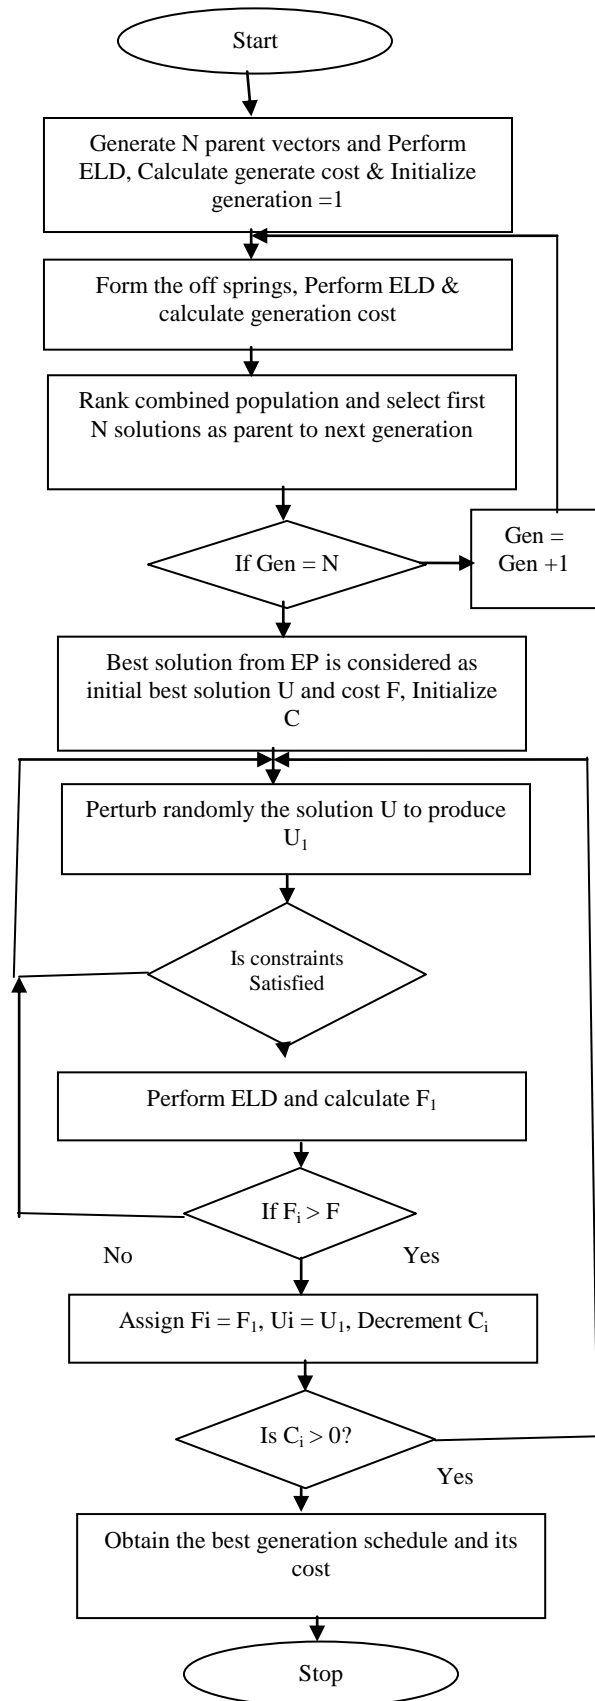 Start
Generate N parent vectors and Perform
ELD, Calculate generate cost & Initialize
generation =1
Form the off springs, Perform ELD &
calculate generation cost
Rank combined population and select first
N solutions as parent to next generation
If Gen = N
Gen =
Gen +1
Best solution from EP is considered as
initial best solution U and cost F, Initialize
C
Perturb randomly the solution U to produce
U₁
Is constraints
Satisfied
Perform ELD and calculate F₁
If Fᵢ > F
No
Yes
Assign Fi = F₁, Ui = U₁, Decrement Cᵢ
Is Cᵢ > 0?
Yes
Obtain the best generation schedule and its
cost
Stop